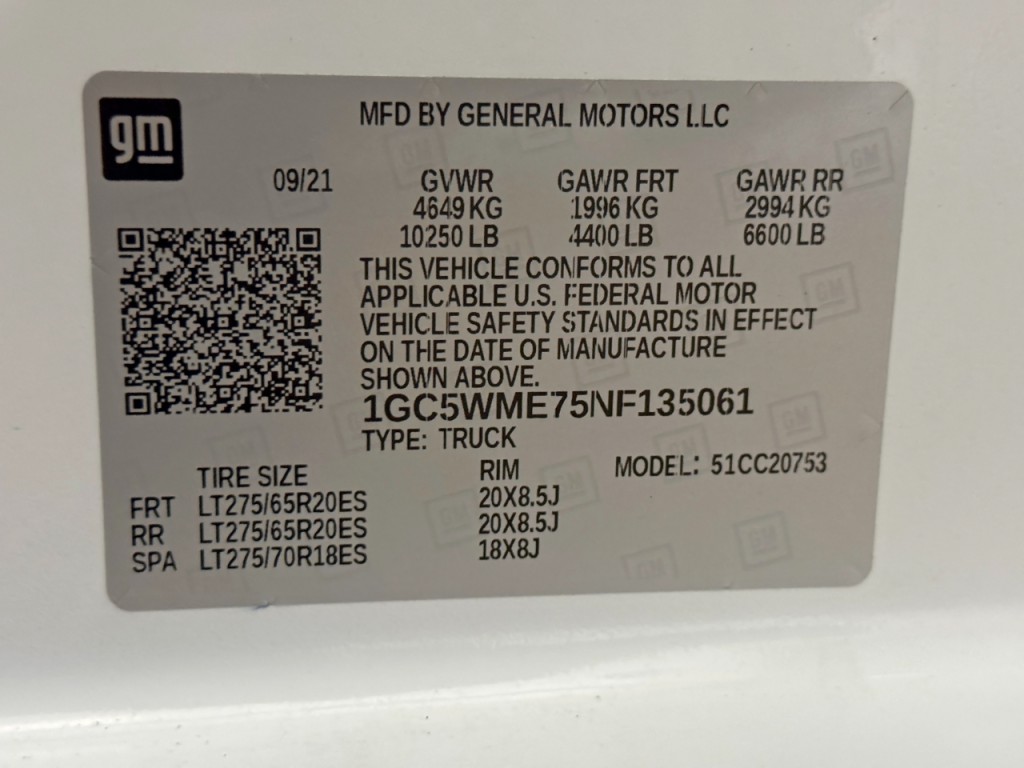 gm
MFD BY GENERAL MOTORS LLC
09/21 GVWR GAWR FRT GAWR RR
4649 KG 1996 KG 2994 KG
10250 LB 4400 LB 6600 LB
THIS VEHICLE CONFORMS TO ALL
APPLICABLE U.S. FEDERAL MOTOR
VEHICLE SAFETY STANDARDS IN EFFECT
ON THE DATE OF MANUFACTURE
SHOWN ABOVE.
1GC5WME75NF135061
TYPE: TRUCK
TIRE SIZE RIM MODEL: 51CC20753
FRT LT275/65R20ES 20X8.5J
RR LT275/65R20ES 20X8.5J
SPA LT275/70R18ES 18X8J